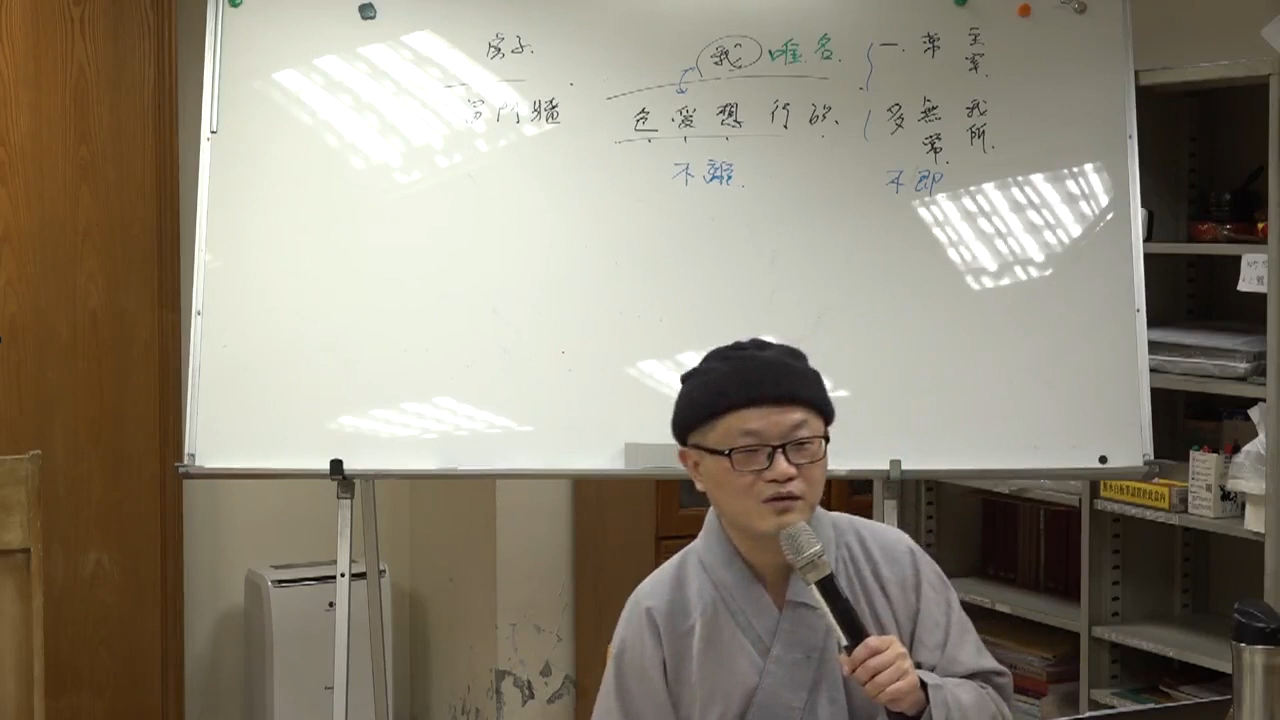 房子.
窗門牆
我 唯名.
色受想行識.
不離.
一. 常 主宰.
多 無常. 我所.
不即